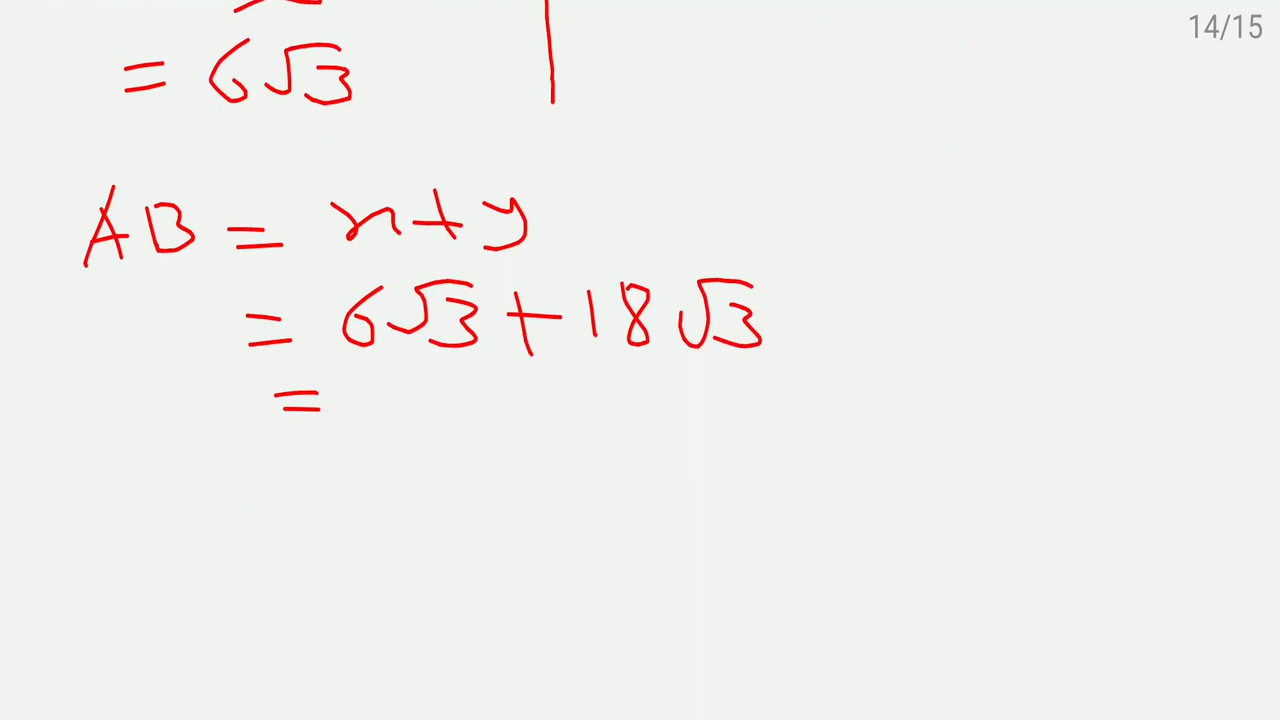 14/15
= 6√3
AB = x+y
= 6√3 + 18√3
=